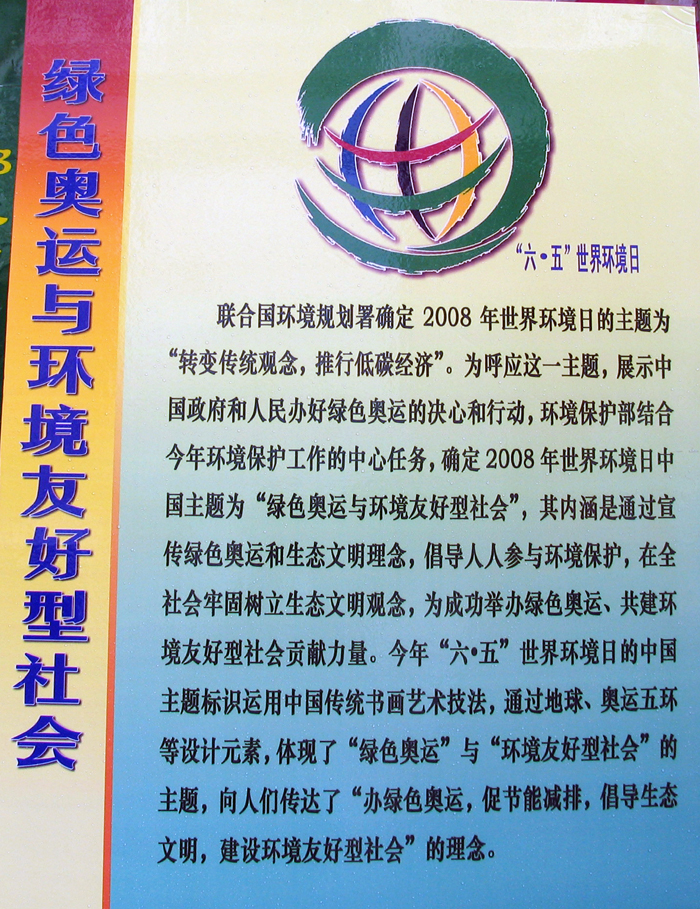 绿色奥运与环境友好型社会
“六·五”世界环境日
联合国环境规划署确定 2008 年世界环境日的主题为
“转变传统观念，推行低碳经济”。为呼应这一主题，展示中
国政府和人民办好绿色奥运的决心和行动，环境保护部结合
今年环境保护工作的中心任务，确定 2008 年世界环境日中
国主题为“绿色奥运与环境友好型社会”，其内涵是通过宣
传绿色奥运和生态文明理念，倡导人人参与环境保护，在全
社会牢固树立生态文明观念，为成功举办绿色奥运、共建环
境友好型社会贡献力量。今年“六·五”世界环境日的中国
主题标识运用中国传统书画艺术技法，通过地球、奥运五环
等设计元素，体现了“绿色奥运”与“环境友好型社会”的
主题，向人们传达了“办绿色奥运，促节能减排，倡导生态
文明，建设环境友好型社会”的理念。